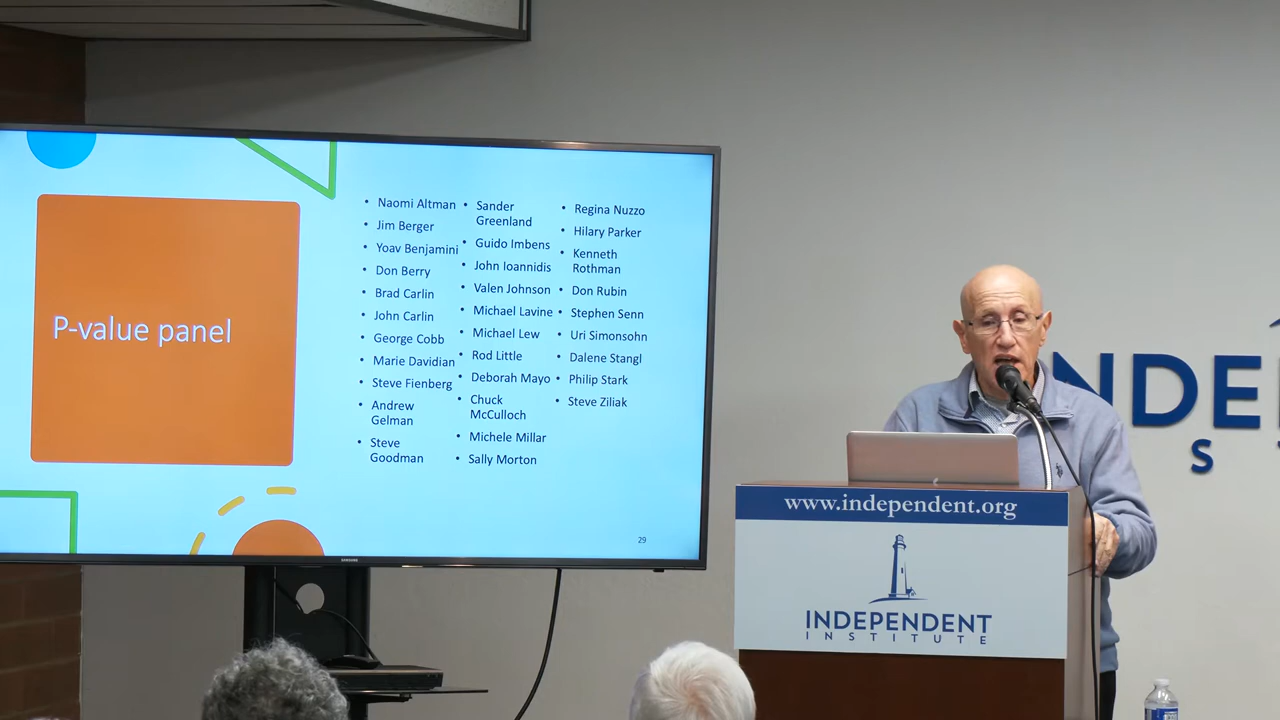 P-value panel
• Naomi Altman
• Jim Berger
• Yoav Benjamini
• Don Berry
• Brad Carlin
• John Carlin
• George Cobb
• Marie Davidian
• Steve Fienberg
• Andrew
Gelman
• Steve
Goodman
• Sander
Greenland
• Guido Imbens
• John Ioannidis
• Valen Johnson
• Michael Lavine
• Michael Lew
• Rod Little
• Deborah Mayo
• Chuck
McCulloch
• Michele Millar
• Sally Morton
• Regina Nuzzo
• Hilary Parker
• Kenneth
Rothman
• Don Rubin
• Stephen Senn
• Uri Simonsohn
• Dalene Stangl
• Philip Stark
• Steve Ziliak
29
SAMSUNG
www.independent.org
INDEPENDENT
INSTITUTE
NDE
S